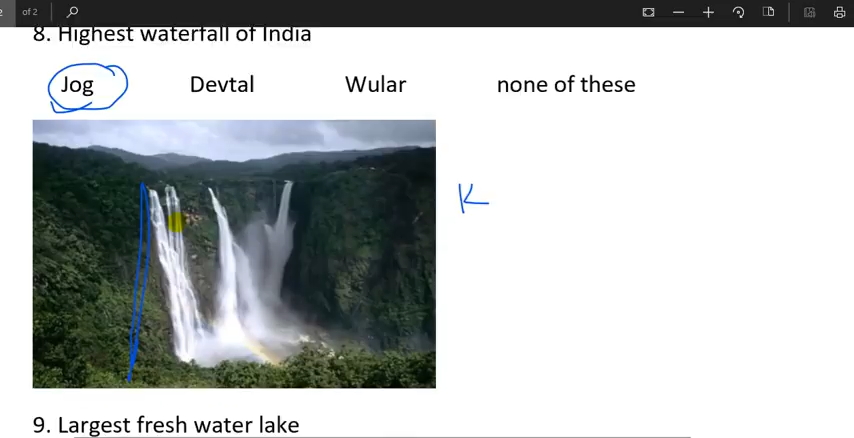 of 2
8. Highest waterfall of India
Jog Devtal Wular none of these
K
9. Largest fresh water lake